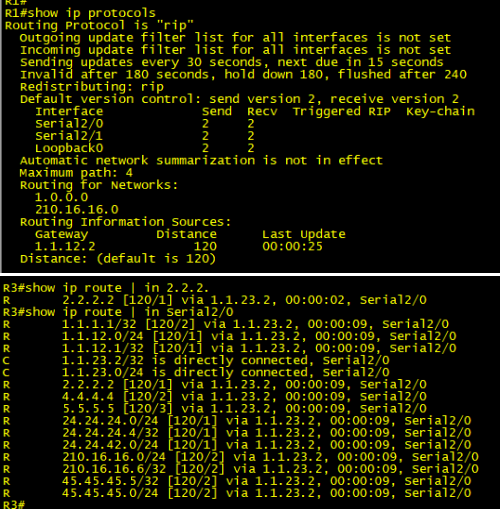 R1#
R1#show ip protocols
Routing Protocol is "rip"
Outgoing update filter list for all interfaces is not set
Incoming update filter list for all interfaces is not set
Sending updates every 30 seconds, next due in 15 seconds
Invalid after 180 seconds, hold down 180, flushed after 240
Redistributing: rip
Default version control: send version 2, receive version 2
Interface Send Recv Triggered RIP Key-chain
Serial2/0 2 2
Serial2/1 2 2
Loopback0 2 2
Automatic network summarization is not in effect
Maximum path: 4
Routing for Networks:
1.0.0.0
210.16.16.0
Routing Information Sources:
Gateway Distance Last Update
1.1.12.2 120 00:00:25
Distance: (default is 120)
R3#show ip route | in 2.2.2.
R 2.2.2.2 [120/1] via 1.1.23.2, 00:00:02, Serial2/0
R3#show ip route | in Serial2/0
R 1.1.1.1/32 [120/2] via 1.1.23.2, 00:00:09, Serial2/0
R 1.1.12.0/24 [120/1] via 1.1.23.2, 00:00:09, Serial2/0
R 1.1.12.1/32 [120/1] via 1.1.23.2, 00:00:09, Serial2/0
C 1.1.23.2/32 is directly connected, Serial2/0
C 1.1.23.0/24 is directly connected, Serial2/0
R 2.2.2.2 [120/1] via 1.1.23.2, 00:00:09, Serial2/0
R 4.4.4.4 [120/2] via 1.1.23.2, 00:00:09, Serial2/0
R 5.5.5.5 [120/3] via 1.1.23.2, 00:00:09, Serial2/0
R 24.24.24.0/24 [120/1] via 1.1.23.2, 00:00:09, Serial2/0
R 24.24.24.4/32 [120/1] via 1.1.23.2, 00:00:09, Serial2/0
R 24.24.42.0/24 [120/1] via 1.1.23.2, 00:00:09, Serial2/0
R 210.16.16.0/24 [120/2] via 1.1.23.2, 00:00:09, Serial2/0
R 210.16.16.6/32 [120/2] via 1.1.23.2, 00:00:09, Serial2/0
R 45.45.45.5/32 [120/2] via 1.1.23.2, 00:00:09, Serial2/0
R 45.45.45.0/24 [120/2] via 1.1.23.2, 00:00:09, Serial2/0
R3#